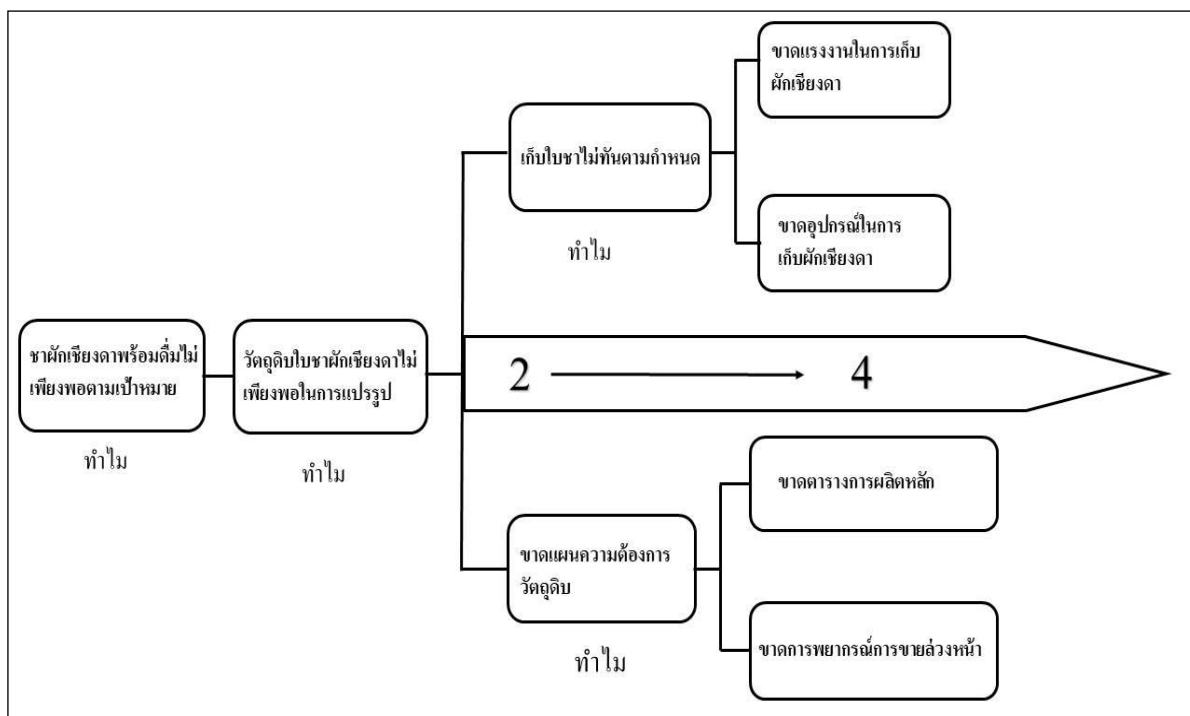 ขาดแรงงานในการเก็บ
ผักเชียงดา
เก็บใบชาไม่ทันตามกำหนด
ขาดอุปกรณ์ในการ
เก็บผักเชียงดา
ทำไม
ชาผักเชียงดาพร้อมดื่มไม่
เพียงพอตามเป้าหมาย
วัตถุดิบใบชาผักเชียงดาไม่
เพียงพอในการแปรรูป
2
4
ทำไม
ทำไม
ขาดตารางการผลิตหลัก
ขาดแผนความต้องการ
วัตถุดิบ
ขาดการพยากรณ์การขายล่วงหน้า
ทำไม